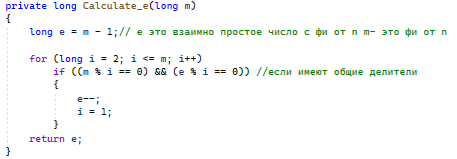 private long Calculate_e(long m)
{
long e = m - 1;// е это взаимно простое число с фи от n m- это фи от n
for (long i = 2; i <= m; i++)
if ((m % i == 0) && (e % i == 0)) //если имеют общие делители
{
e--;
i = 1;
}
return e;
}